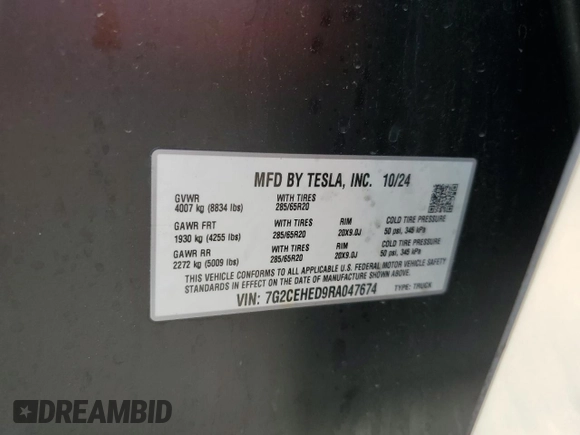 MFD BY TESLA, INC. 10/24
GVWR WITH TIRES
4007 kg (8834 lbs) 285/65R20
GAWR FRT WITH TIRES RIM COLD TIRE PRESSURE
1930 kg (4255 lbs) 285/65R20 20X9.0J 50 psi, 345 kPa
GAWR RR WITH TIRES RIM COLD TIRE PRESSURE
2272 kg (5009 lbs) 285/65R20 20X9.0J 50 psi, 345 kPa
THIS VEHICLE CONFORMS TO ALL APPLICABLE U.S. FEDERAL MOTOR VEHICLE SAFETY
STANDARDS IN EFFECT ON THE DATE OF MANUFACTURE SHOWN ABOVE.
VIN: 7G2CEHED9RA047674 TYPE: TRUCK
DREAMBID